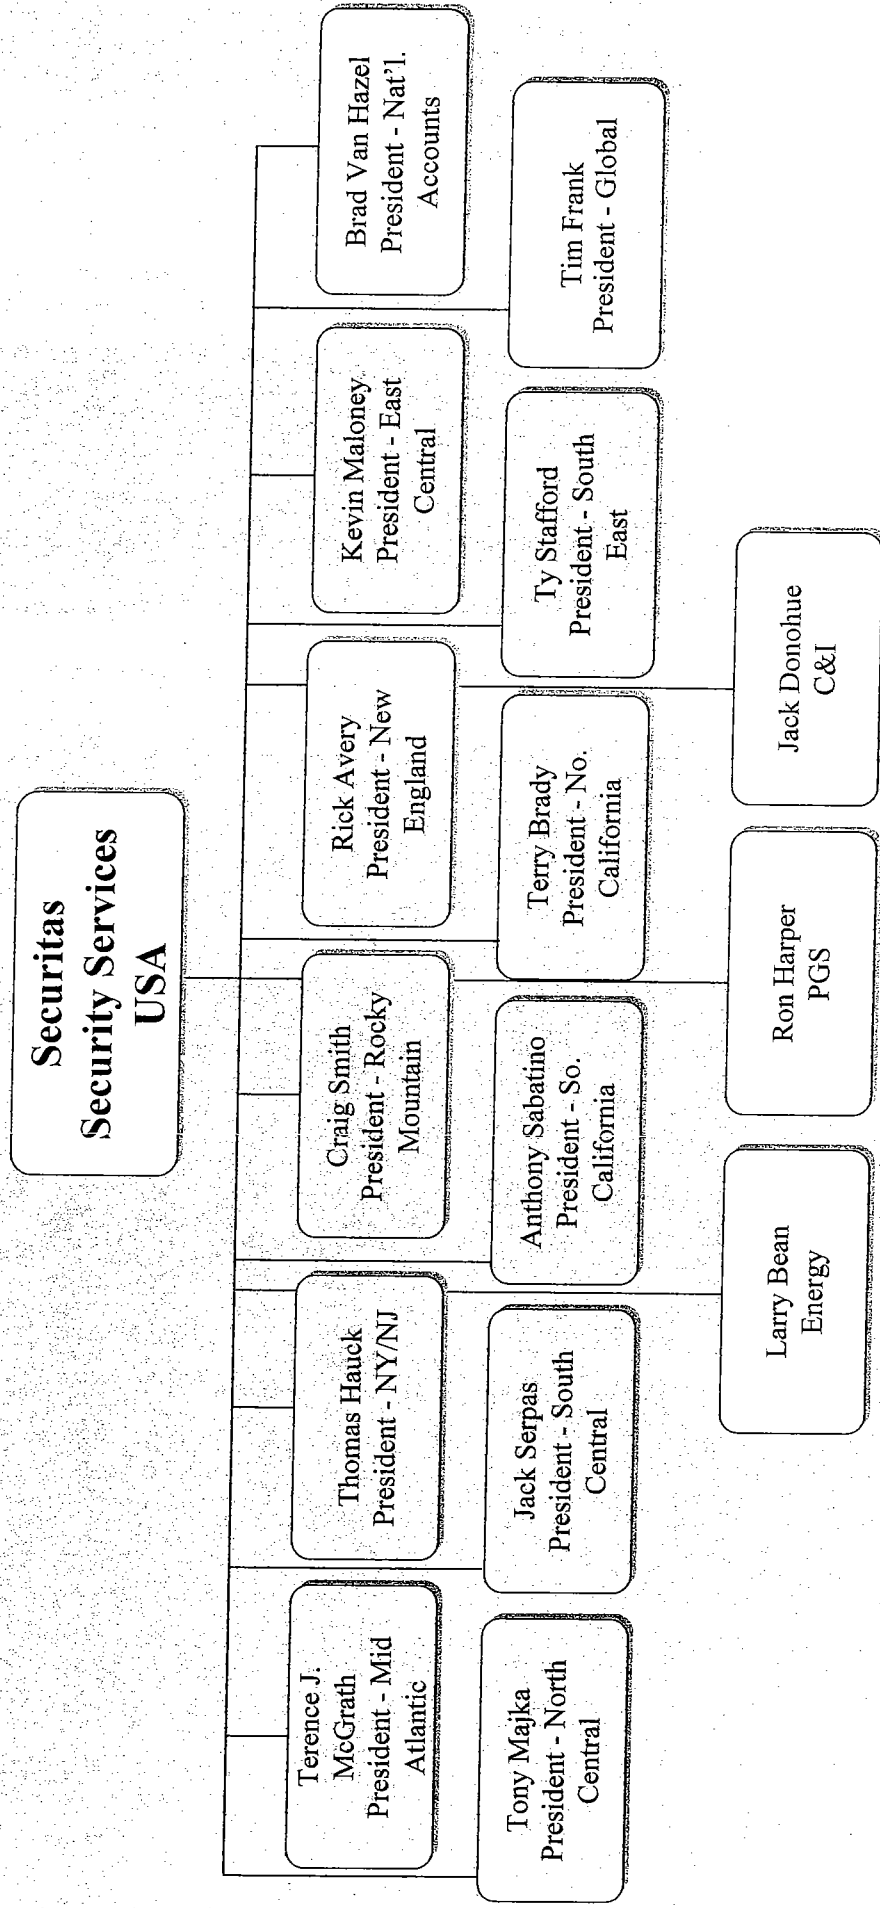 Securitas
Security Services
USA
Terence J.
McGrath
President - Mid
Atlantic
Thomas Hauck
President - NY/NJ
Craig Smith
President - Rocky
Mountain
Rick Avery
President - New
England
Kevin Maloney
President - East
Central
Brad Van Hazel
President - Nat'l.
Accounts
Tony Majka
President - North
Central
Jack Serpas
President - South
Central
Anthony Sabatino
President - So.
California
Terry Brady
President - No.
California
Ty Stafford
President - South
East
Tim Frank
President - Global
Larry Bean
Energy
Ron Harper
PGS
Jack Donohue
C&I